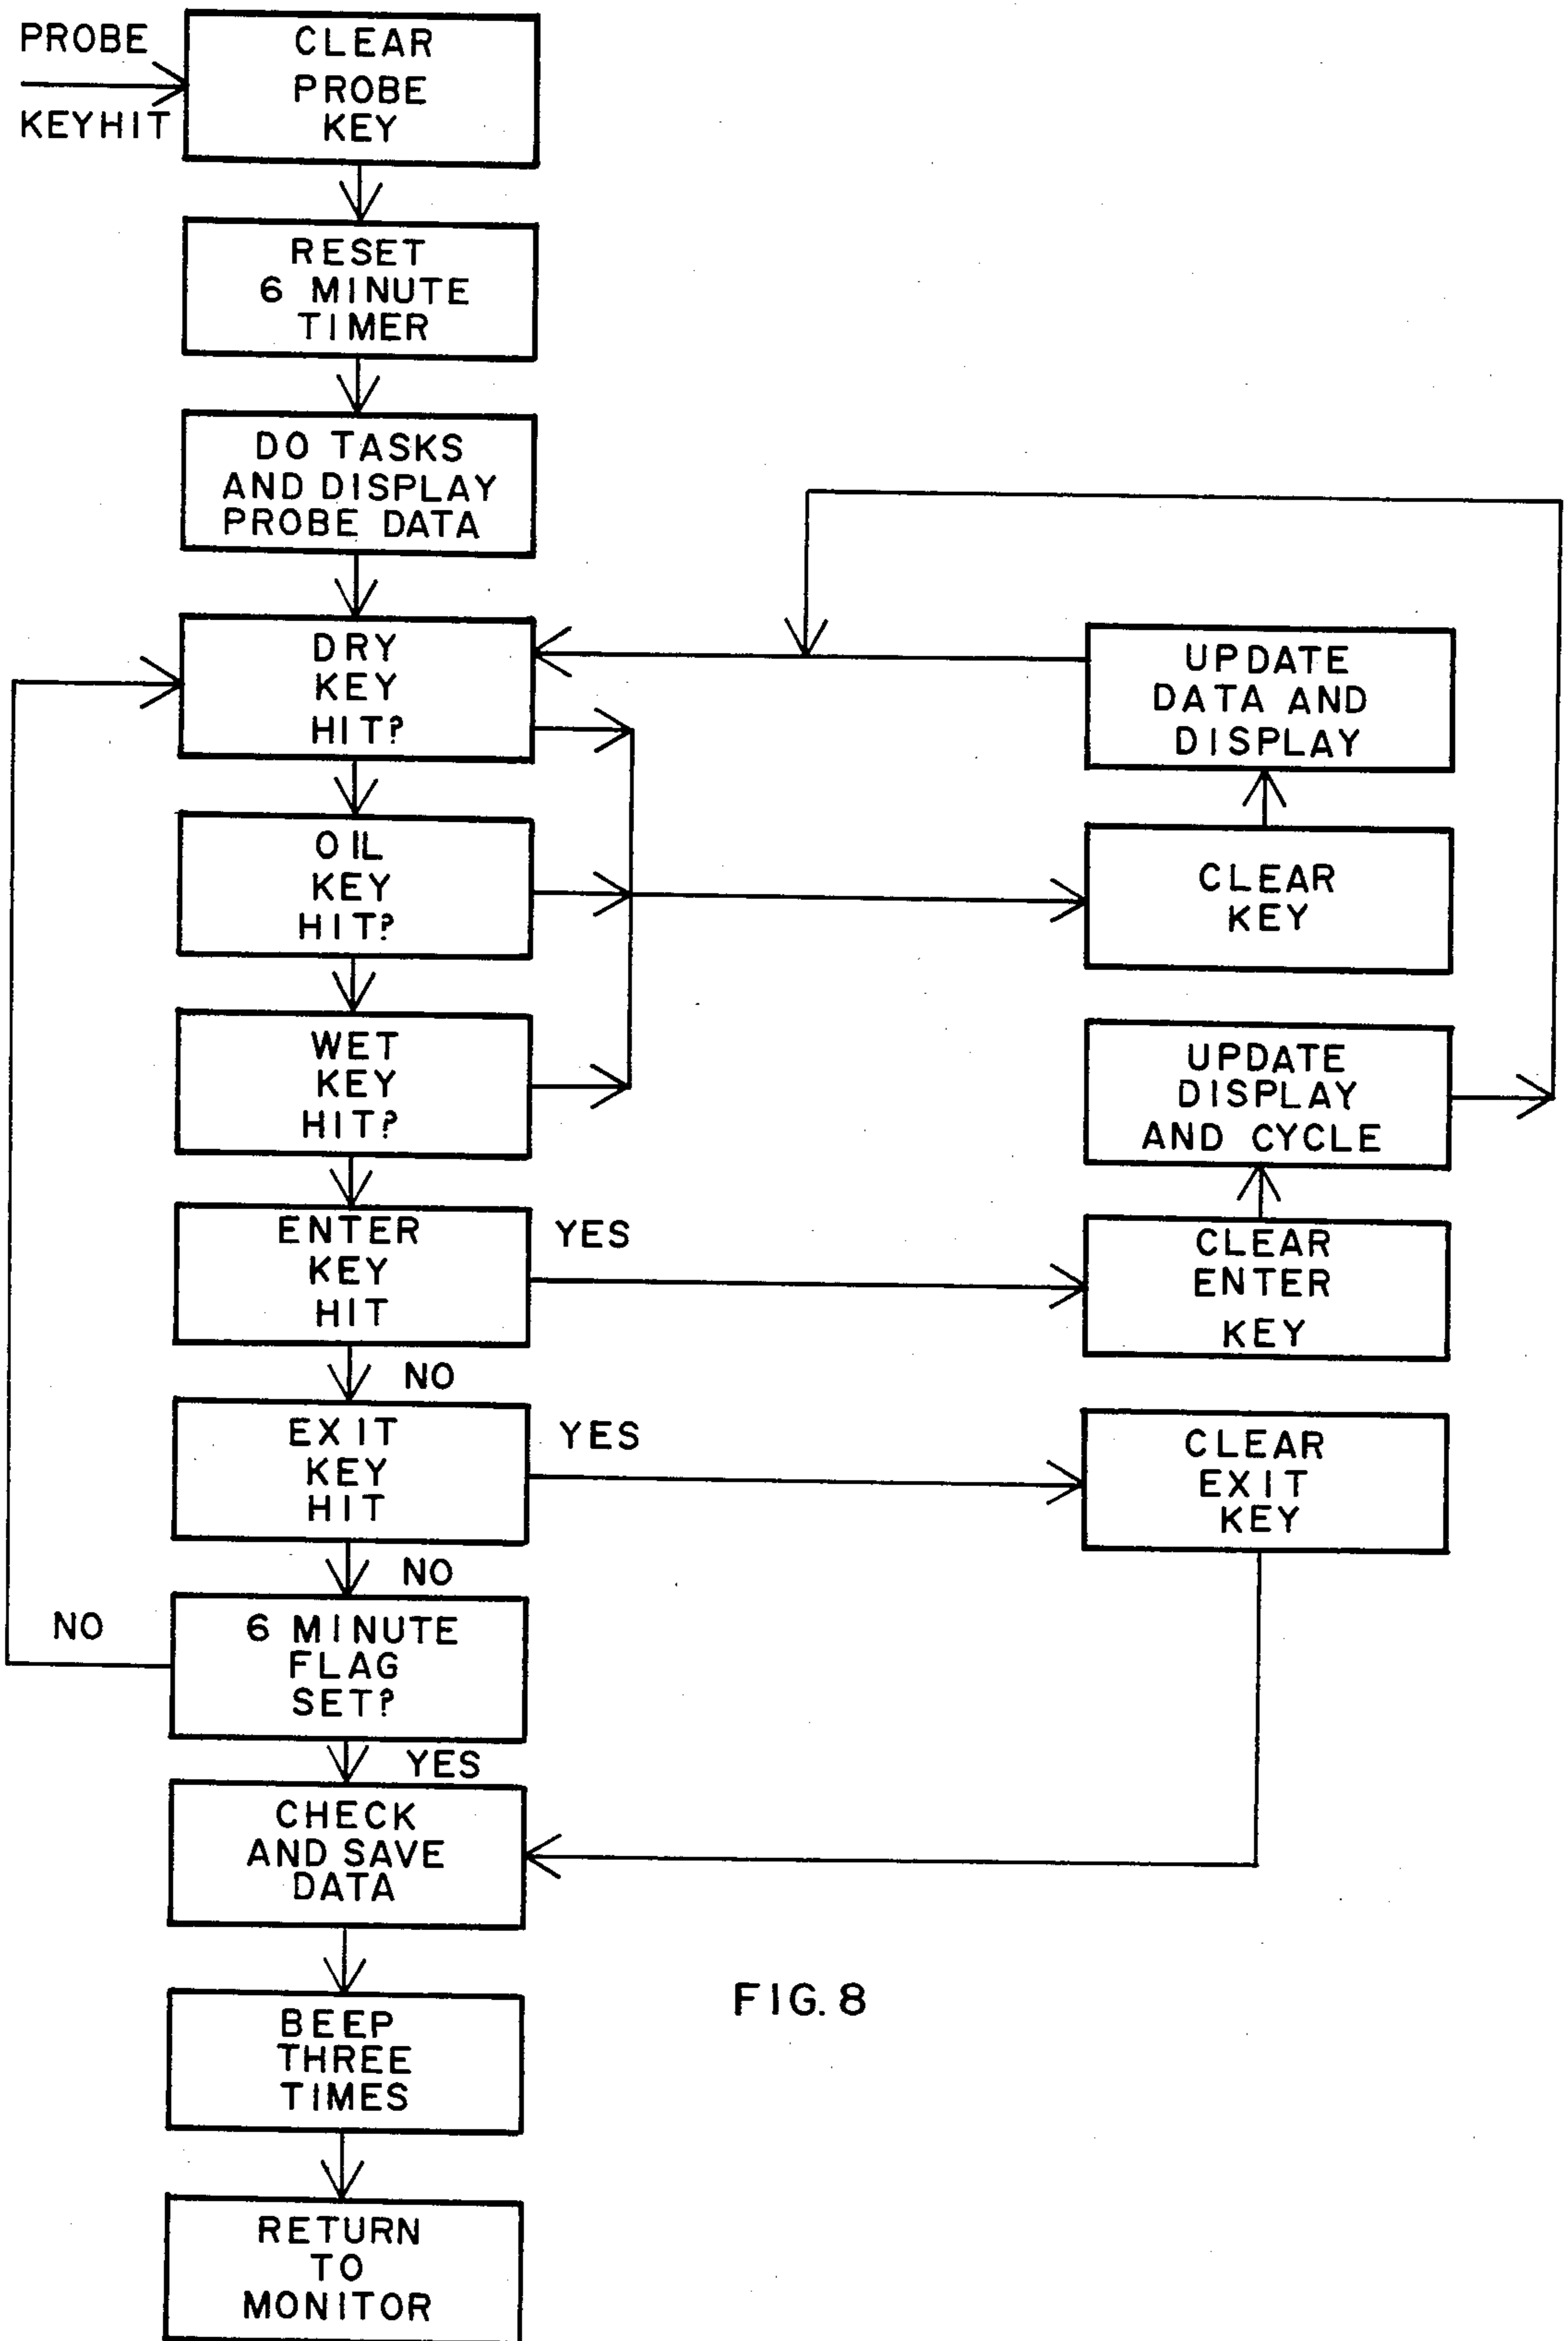 PROBE
KEYHIT
CLEAR
PROBE
KEY
RESET
6 MINUTE
TIMER
DO TASKS
AND DISPLAY
PROBE DATA
DRY
KEY
HIT?
UPDATE
DATA AND
DISPLAY
OIL
KEY
HIT?
CLEAR
KEY
WET
KEY
HIT?
UPDATE
DISPLAY
AND CYCLE
ENTER
KEY
HIT
YES
CLEAR
ENTER
KEY
NO
EXIT
KEY
HIT
YES
CLEAR
EXIT
KEY
NO
6 MINUTE
FLAG
SET?
NO
YES
CHECK
AND SAVE
DATA
BEEP
THREE
TIMES
FIG. 8
RETURN
TO
MONITOR